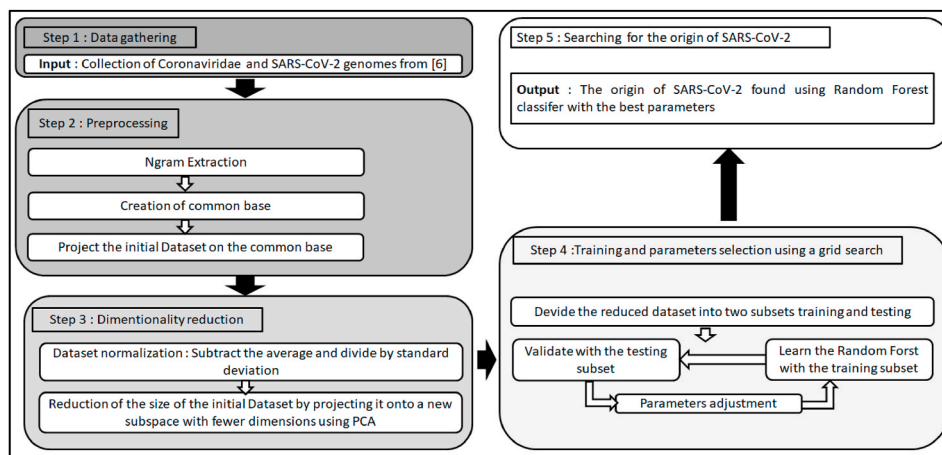 Step 1 : Data gathering
Input : Collection of Coronaviridae and SARS-CoV-2 genomes from [6]
Step 2 : Preprocessing
Ngram Extraction
Creation of common base
Project the initial Dataset on the common base
Step 3 : Dimentionality reduction
Dataset normalization : Subtract the average and divide by standard
deviation
Reduction of the size of the initial Dataset by projecting it onto a new
subspace with fewer dimensions using PCA
Step 4 :Training and parameters selection using a grid search
Devide the reduced dataset into two subsets training and testing
Validate with the testing
subset
Learn the Random Forst
with the training subset
Parameters adjustment
Step 5 : Searching for the origin of SARS-CoV-2
Output : The origin of SARS-CoV-2 found using Random Forest
classifer with the best parameters